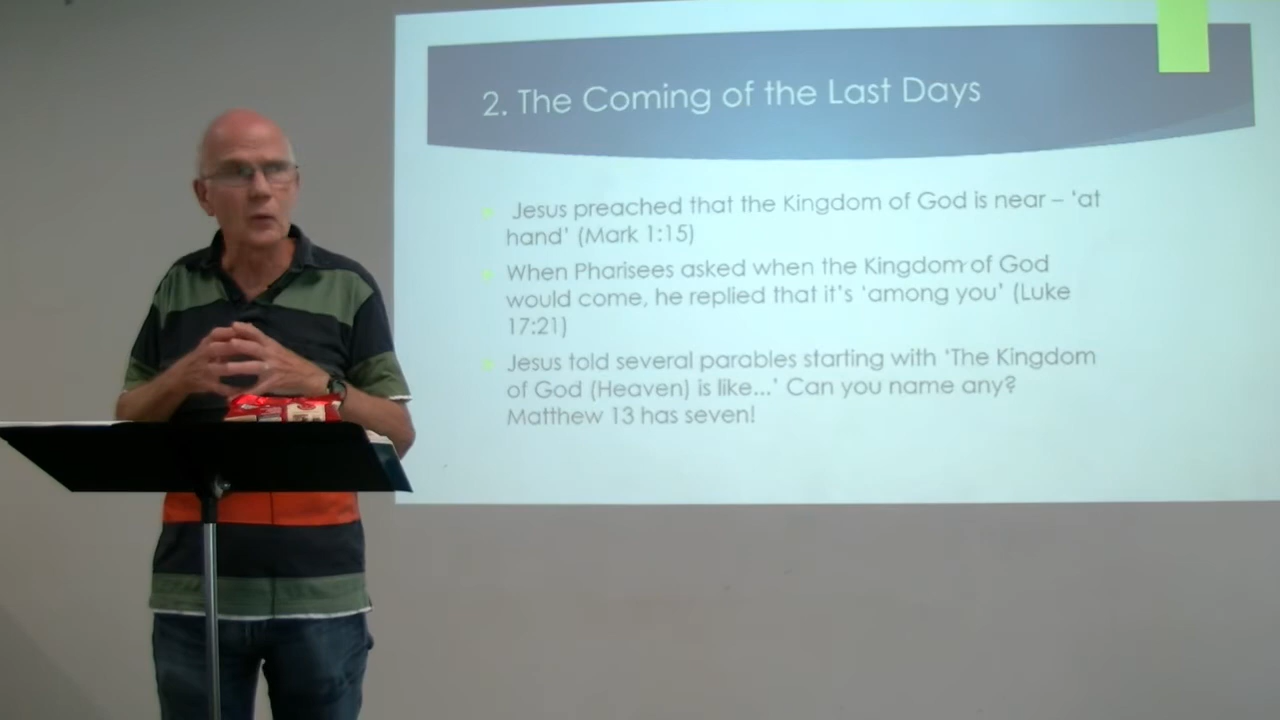 2. The Coming of the Last Days
Jesus preached that the Kingdom of God is near – 'at
hand' (Mark 1:15)
When Pharisees asked when the Kingdom of God
would come, he replied that it's 'among you' (Luke
17:21)
Jesus told several parables starting with 'The Kingdom
of God (Heaven) is like...' Can you name any?
Matthew 13 has seven!